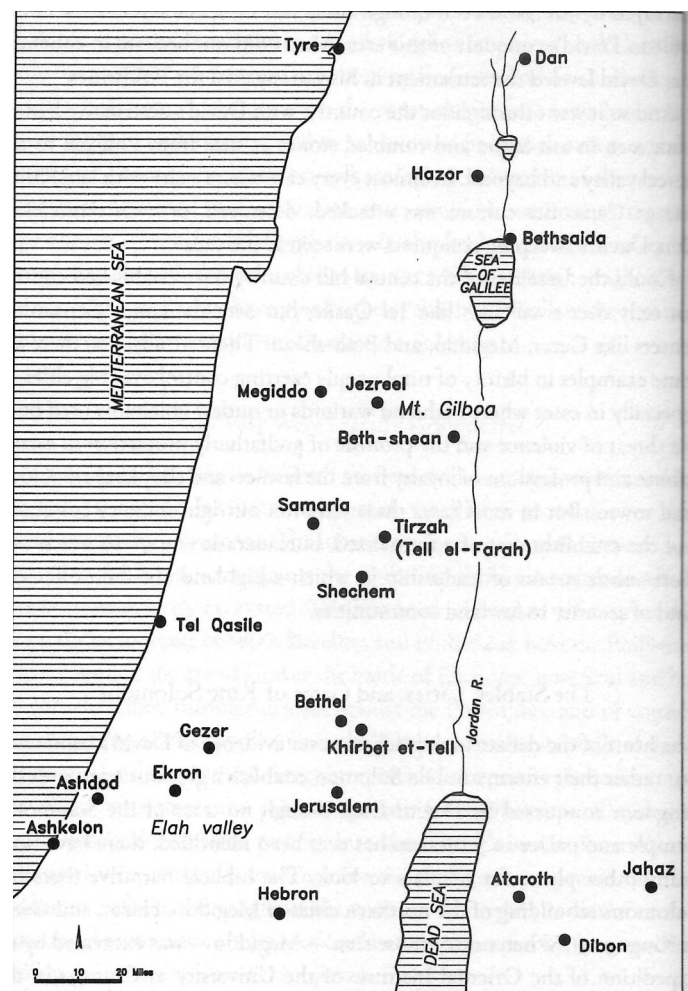 Tyre
Dan
Hazor
Bethsaida
SEA
OF
GALILEE
MEDITERRANEAN SEA
Jezreel
Megiddo
Mt. Gilboa
Beth-shean
Samaria
Tirzah
(Tell el-Farah)
Shechem
Tel Qasile
Jordan R.
Bethel
Gezer
Khirbet et-Tell
Ekron
Ashdod
Jerusalem
Ashkelon
Elah valley
Jahaz
Ataroth
Hebron
DEAD SEA
Dibon
0 10 20 Miles